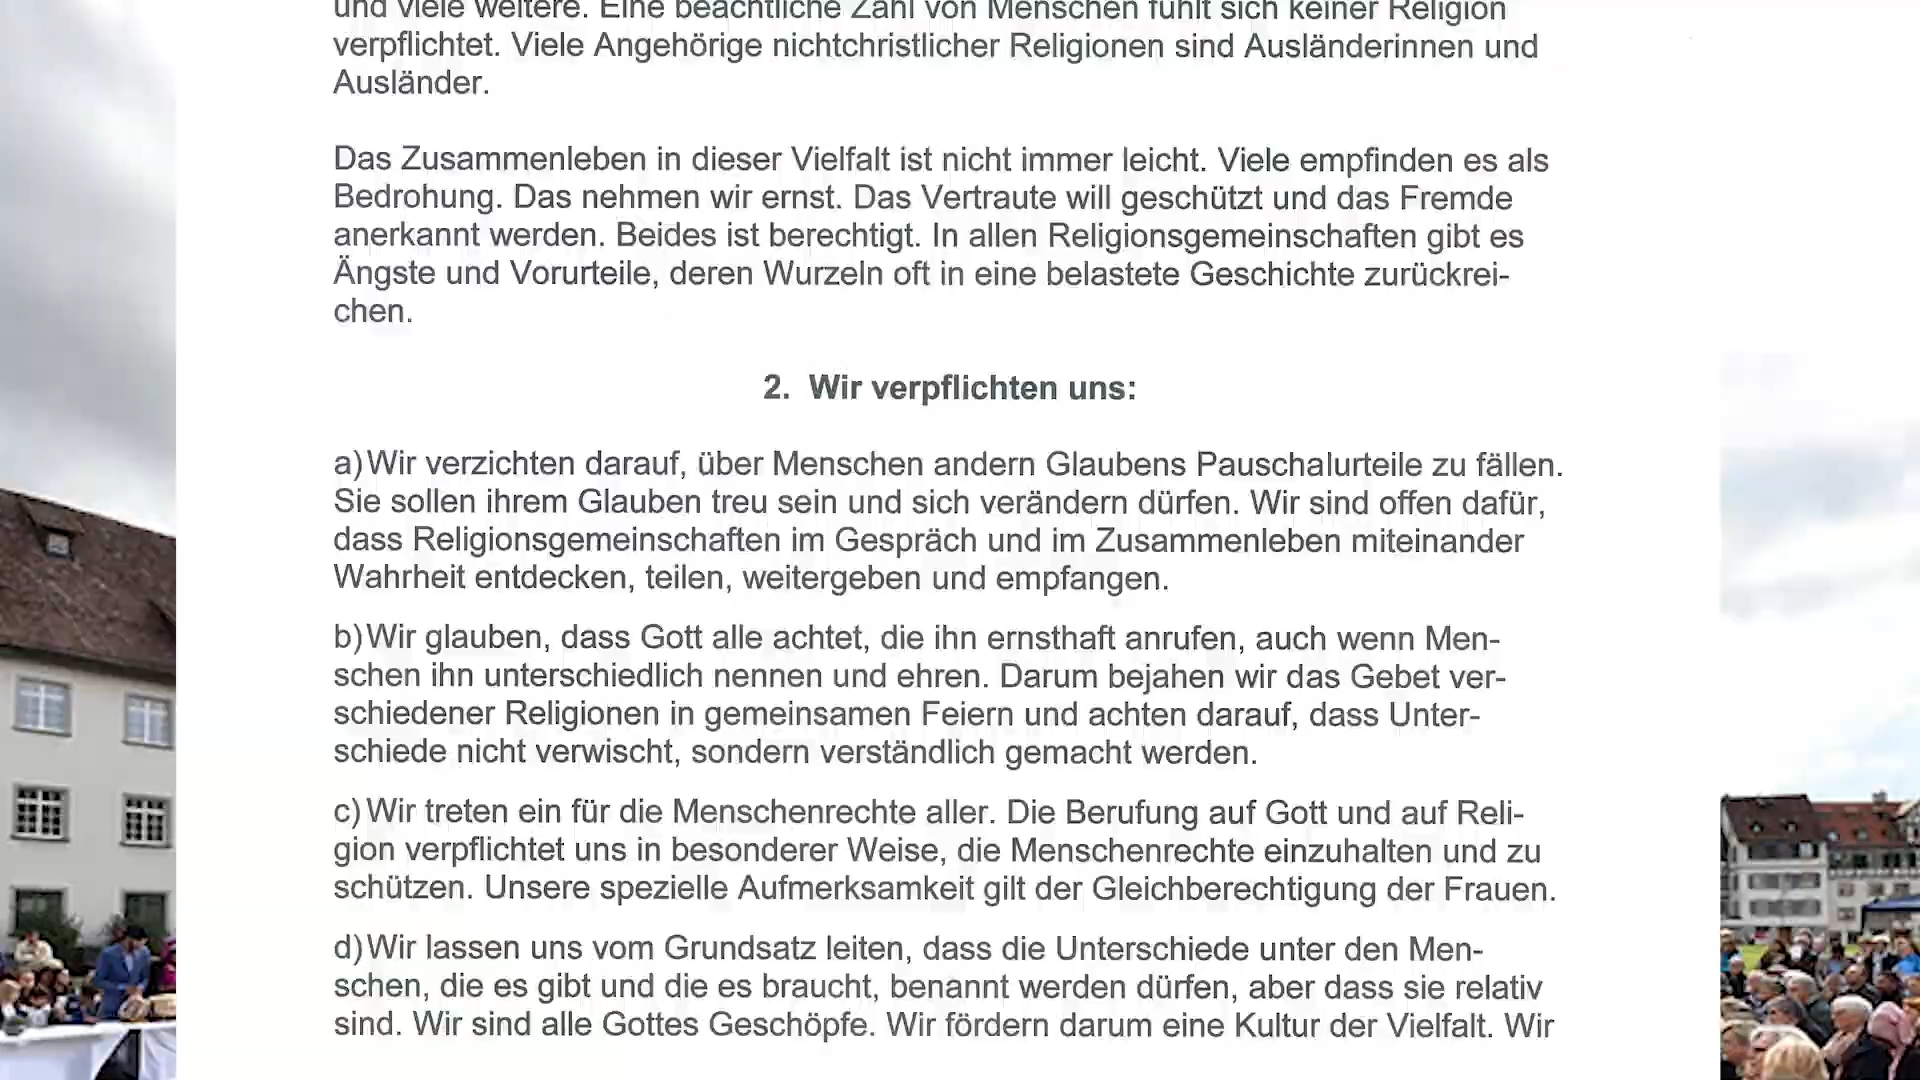 und viele weitere. Eine beachtliche Zahl von Menschen fühlt sich keiner Religion
verpflichtet. Viele Angehörige nichtchristlicher Religionen sind Ausländerinnen und
Ausländer.
Das Zusammenleben in dieser Vielfalt ist nicht immer leicht. Viele empfinden es als
Bedrohung. Das nehmen wir ernst. Das Vertraute will geschützt und das Fremde
anerkannt werden. Beides ist berechtigt. In allen Religionsgemeinschaften gibt es
Ängste und Vorurteile, deren Wurzeln oft in eine belastete Geschichte zurückrei-
chen.
2. Wir verpflichten uns:
a) Wir verzichten darauf, über Menschen andern Glaubens Pauschalurteile zu fällen.
Sie sollen ihrem Glauben treu sein und sich verändern dürfen. Wir sind offen dafür,
dass Religionsgemeinschaften im Gespräch und im Zusammenleben miteinander
Wahrheit entdecken, teilen, weitergeben und empfangen.
b) Wir glauben, dass Gott alle achtet, die ihn ernsthaft anrufen, auch wenn Men-
schen ihn unterschiedlich nennen und ehren. Darum bejahen wir das Gebet ver-
schiedener Religionen in gemeinsamen Feiern und achten darauf, dass Unter-
schiede nicht verwischt, sondern verständlich gemacht werden.
c) Wir treten ein für die Menschenrechte aller. Die Berufung auf Gott und auf Reli-
gion verpflichtet uns in besonderer Weise, die Menschenrechte einzuhalten und zu
schützen. Unsere spezielle Aufmerksamkeit gilt der Gleichberechtigung der Frauen.
d) Wir lassen uns vom Grundsatz leiten, dass die Unterschiede unter den Men-
schen, die es gibt und die es braucht, benannt werden dürfen, aber dass sie relativ
sind. Wir sind alle Gottes Geschöpfe. Wir fördern darum eine Kultur der Vielfalt. Wir